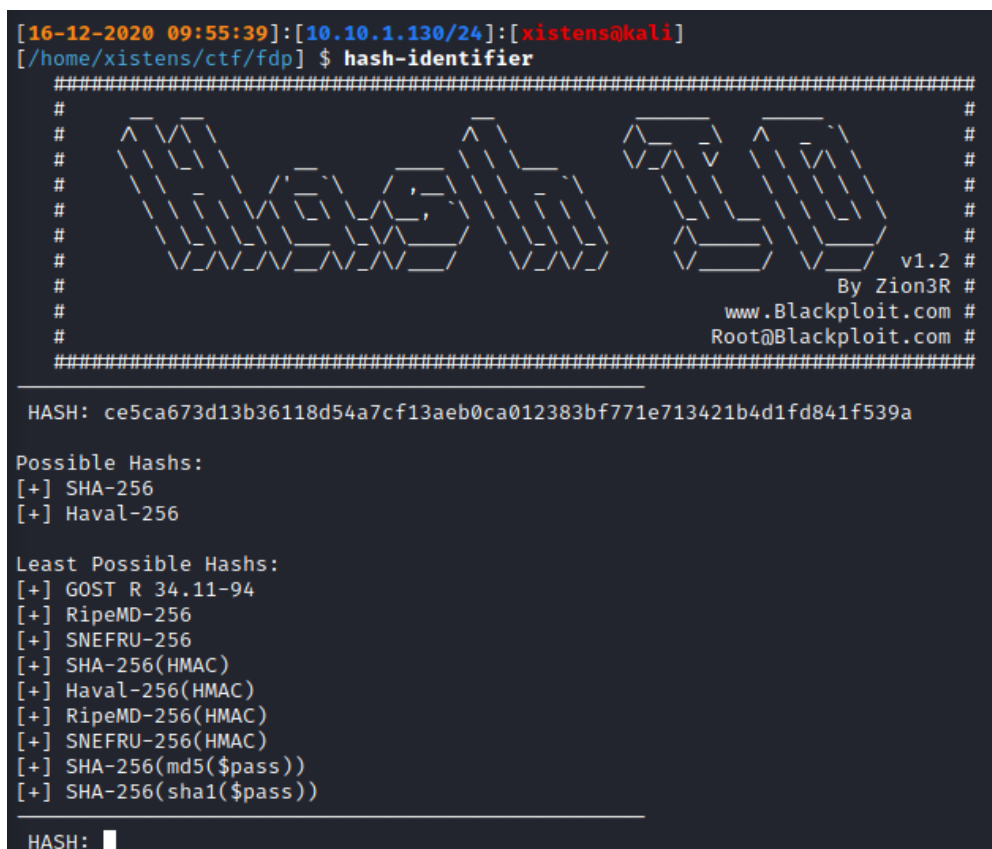 [16-12-2020 09:55:39]:[10.10.1.130/24]:[xistens@kali]
[/home/xistens/ctf/fdp] $ hash-identifier
Hash ID
v1.2 #
By Zion3R #
www.Blackploit.com #
Root@Blackploit.com #
HASH: ce5ca673d13b36118d54a7cf13aeb0ca012383bf771e713421b4d1fd841f539a
Possible Hashs:
[+] SHA-256
[+] Haval-256
Least Possible Hashs:
[+] GOST R 34.11-94
[+] RipeMD-256
[+] SNEFRU-256
[+] SHA-256(HMAC)
[+] Haval-256(HMAC)
[+] RipeMD-256(HMAC)
[+] SNEFRU-256(HMAC)
[+] SHA-256(md5($pass))
[+] SHA-256(sha1($pass))
HASH: